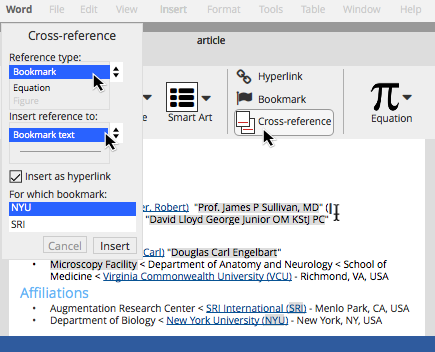 Word File Edit View Insert Format Tools Table Window Help
Cross-reference
Reference type:
Bookmark
Equation
Figure
Insert reference to:
Bookmark text
Insert as hyperlink
For which bookmark:
NYU
SRI
Cancel Insert
article
Smart Art
Hyperlink
Bookmark
Cross-reference
Equation
er. Robert) "Prof. James P Sullivan, MD" (
"David Lloyd George Junior OM KStJ PC"
Carl) "Douglas Carl Engelbart"
• Microscopy Facility < Department of Anatomy and Neurology < School of
Medicine < Virginia Commonwealth University (VCU) - Richmond, VA, USA
Affiliations
• Augmentation Research Center < SRI International (SRI) - Menlo Park, CA, USA
• Department of Biology < New York University (NYU) - New York, NY, USA